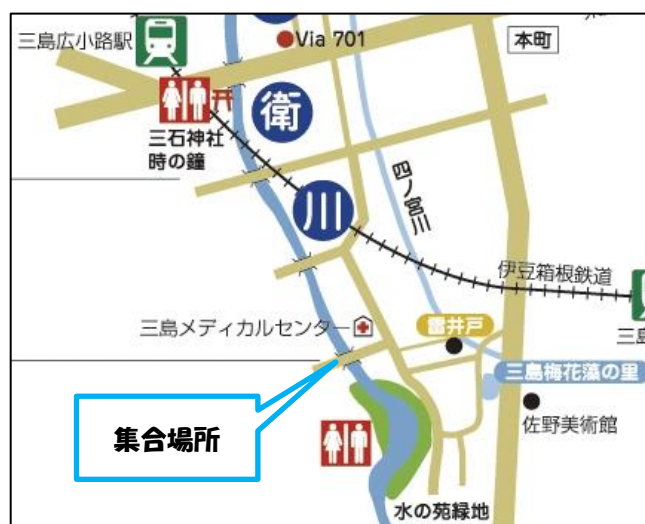 三島広小路駅
Via 701
本町
三石神社
時の鐘
衛
川
四ノ宮川
伊豆箱根鉄道
三島メディカルセンター
雷井戸
三島梅花藻の里
佐野美術館
集合場所
水の苑緑地